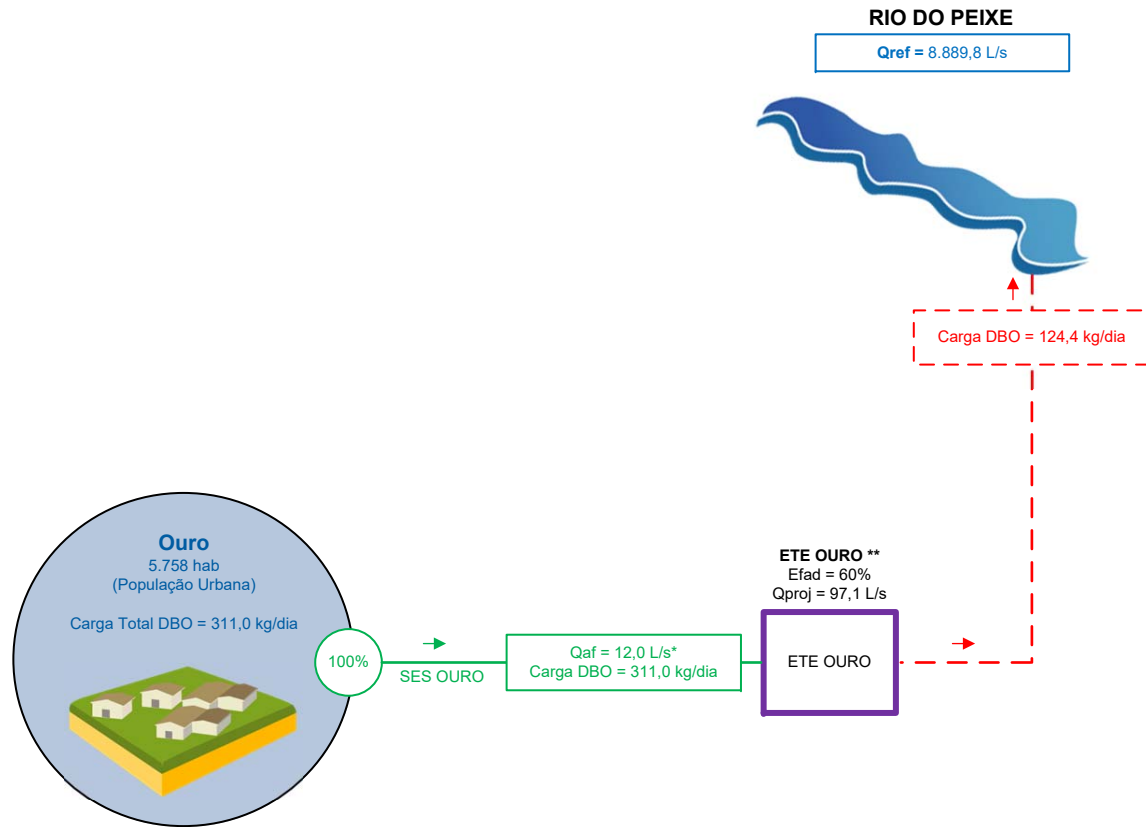 RIO DO PEIXE
Qref = 8.889,8 L/s
Carga DBO = 124,4 kg/dia
Ouro
5.758 hab
(População Urbana)
Carga Total DBO = 311,0 kg/dia
100%
SES OURO
Qaf = 12,0 L/s*
Carga DBO = 311,0 kg/dia
ETE OURO **
Efad = 60%
Qproj = 97,1 L/s
ETE OURO